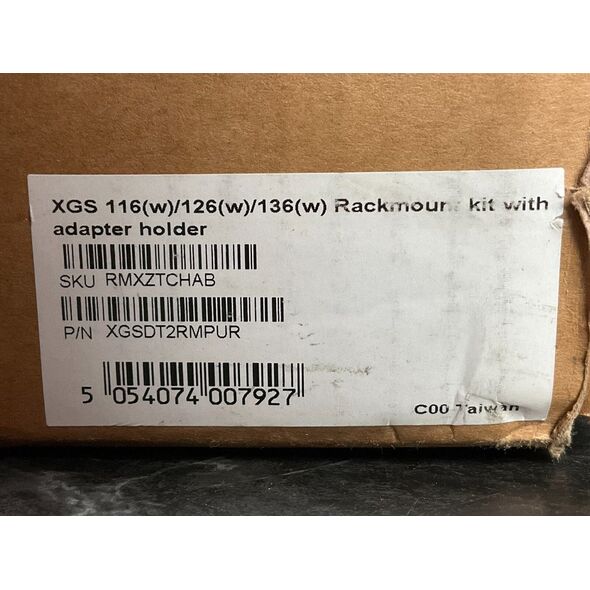 XGS 116(w)/126(w)/136(w) Rackmount kit with
adapter holder
SKU RMXZTCHAB
P/N XGSDT2RMPUR
5 054074 007927
C00 Taiwan